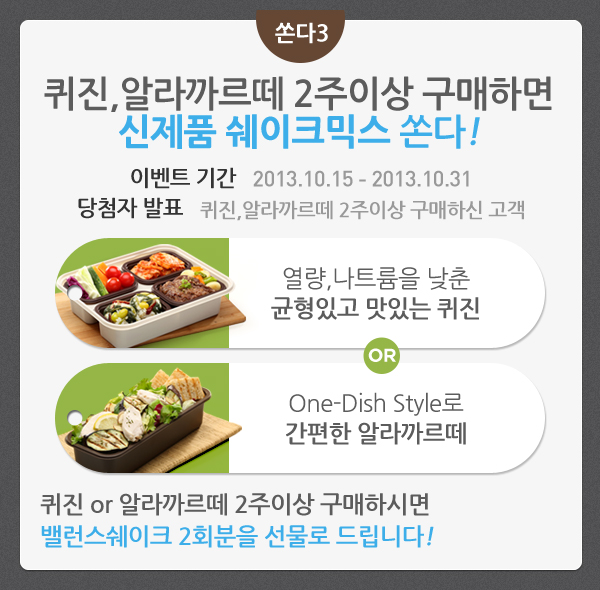 쏜다3
퀴진,알라까르떼 2주이상 구매하면
신제품 쉐이크믹스 쏜다!
이벤트 기간 2013.10.15 - 2013.10.31
당첨자 발표 퀴진,알라까르떼 2주이상 구매하신 고객
열량,나트륨을 낮춘
균형있고 맛있는 퀴진
OR
One-Dish Style로
간편한 알라까르떼
퀴진 or 알라까르떼 2주이상 구매하시면
밸런스쉐이크 2회분을 선물로 드립니다!